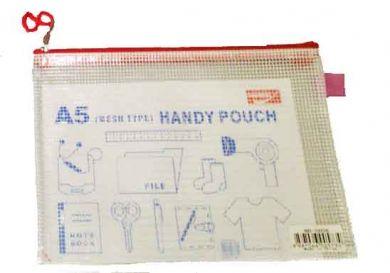 A5 (MESH TYPE) HANDY POUCH
FILE
NOTE
BOOK